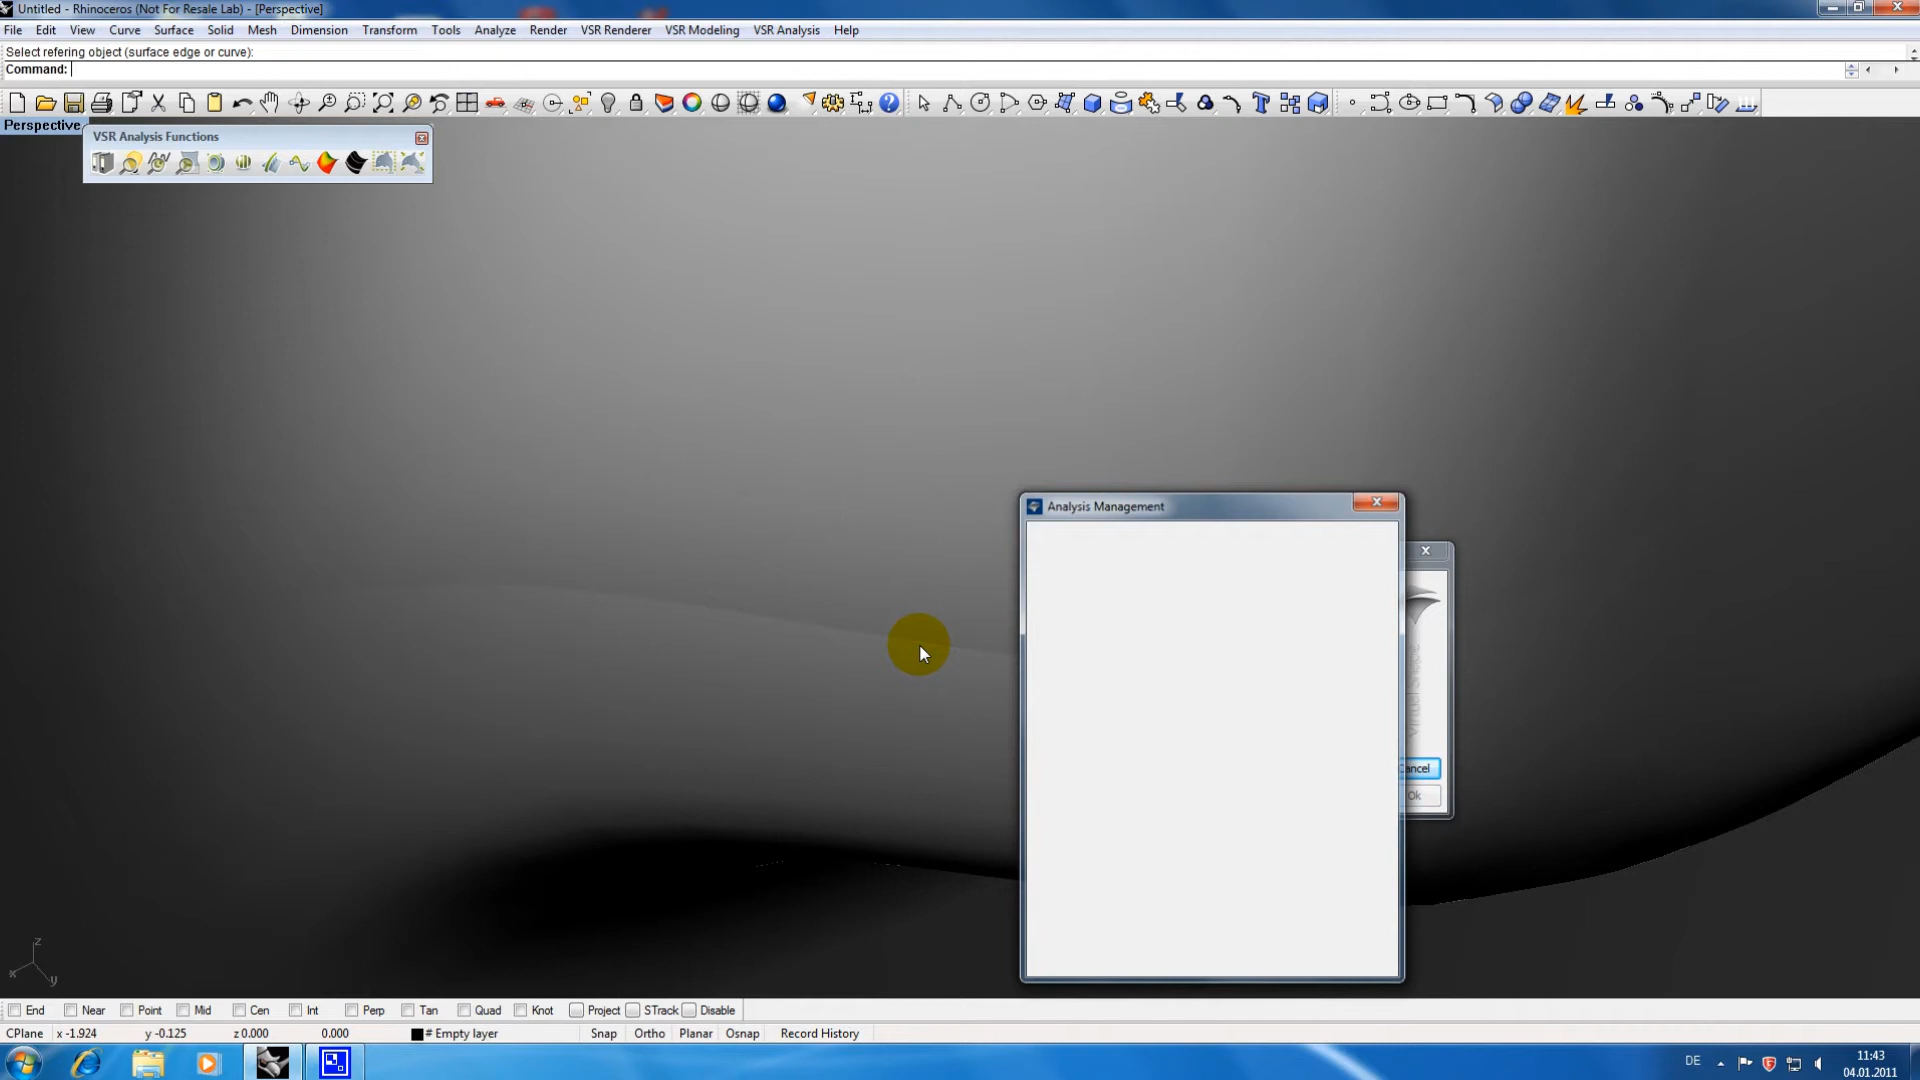 Untitled - Rhinoceros (Not For Resale Lab) - [Perspective]
File Edit View Curve Surface Solid Mesh Dimension Transform Tools Analyze Render VSR Renderer VSR Modeling VSR Analysis Help
Select refering object (surface edge or curve):
Command:
Perspective
VSR Analysis Functions
Analysis Management
Cancel
Ok
z
x
y
End Near Point Mid Cen Int Perp Tan Quad Knot Project STrack Disable
CPlane x -1.924 y -0.125 z 0.000 0.000 # Empty layer Snap Ortho Planar Osnap Record History
DE
11:43
04.01.2011